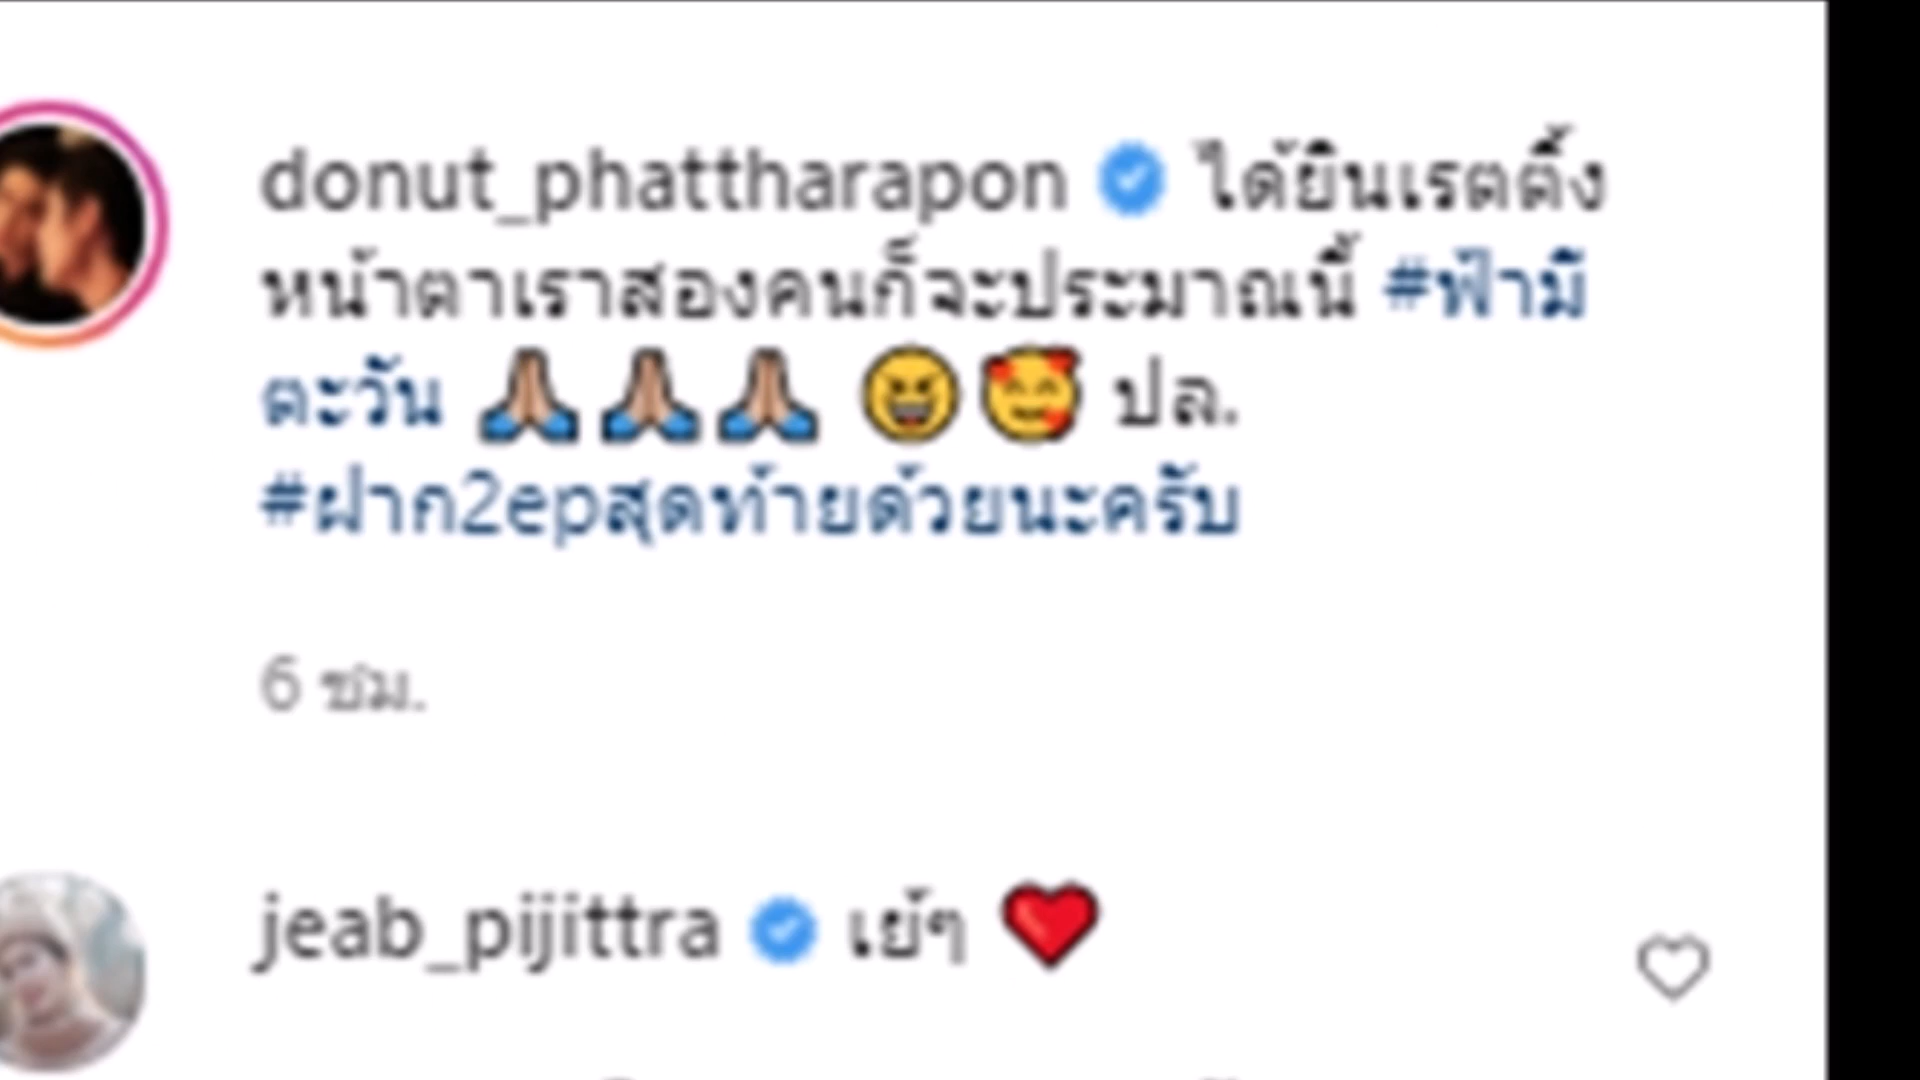 donut_phattharapon ได้ยินเรตติ้ง
หน้าตาเราสองคนก็จะประมาณนี้ #ฟ้ามี
ตะวัน 🙏🏼🙏🏼🙏🏼 😆🥰 ปล.
#ฝาก2epสุดท้ายด้วยนะครับ
6 ชม.
jeab_pijittra เย้ๆ ❤️